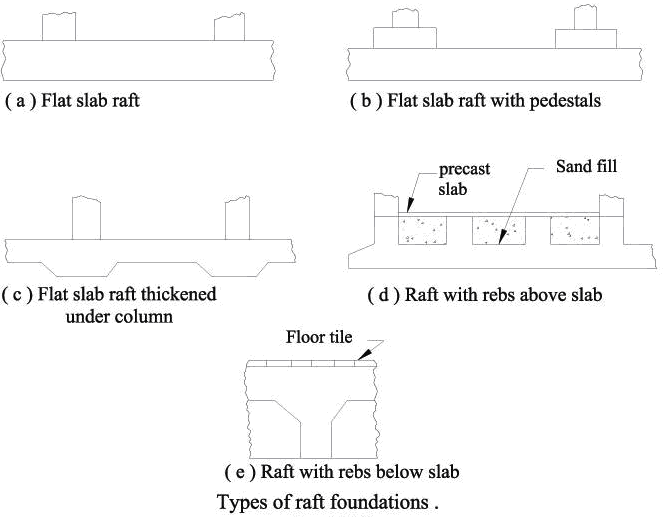 ( a ) Flat slab raft
( b ) Flat slab raft with pedestals
precast
slab
Sand fill
( c ) Flat slab raft thickened
under column
( d ) Raft with rebs above slab
Floor tile
( e ) Raft with rebs below slab
Types of raft foundations .